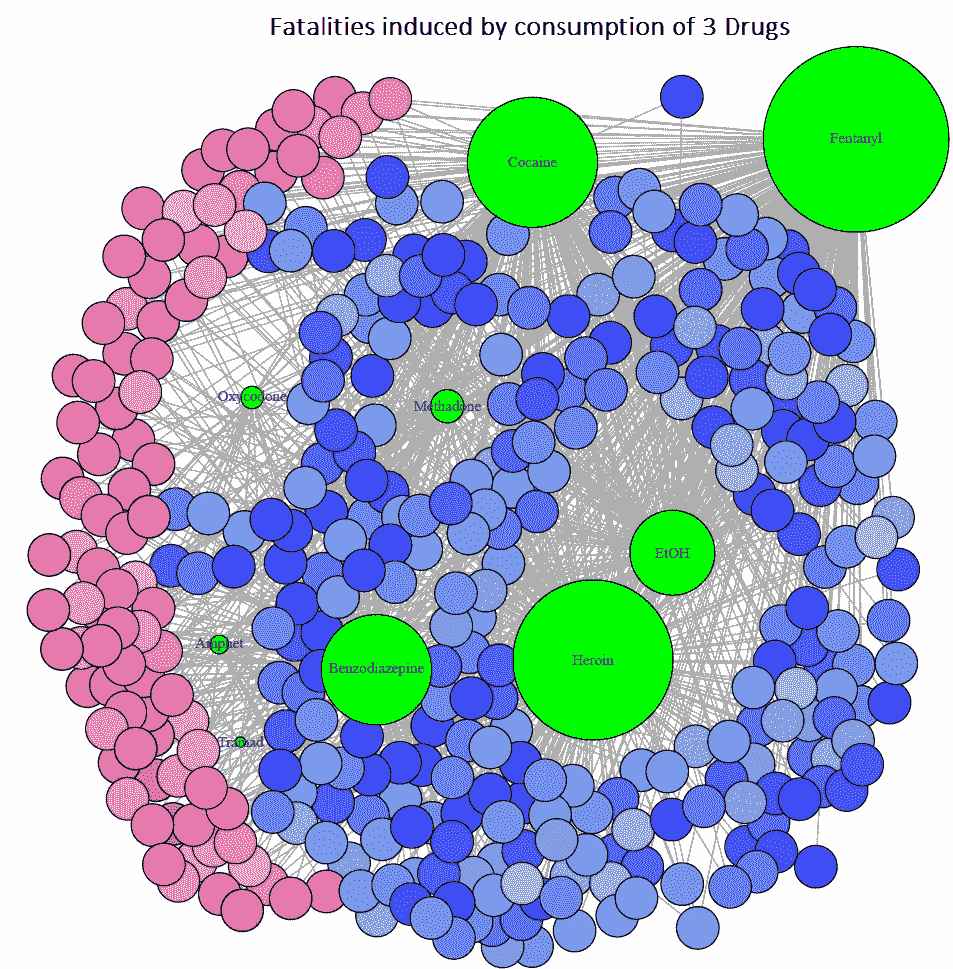 Fatalities induced by consumption of 3 Drugs
Fentanyl
Cocaine
Oxycodone
Methadone
EtOH
Amphet
Heroin
Benzodiazepine
Tramad